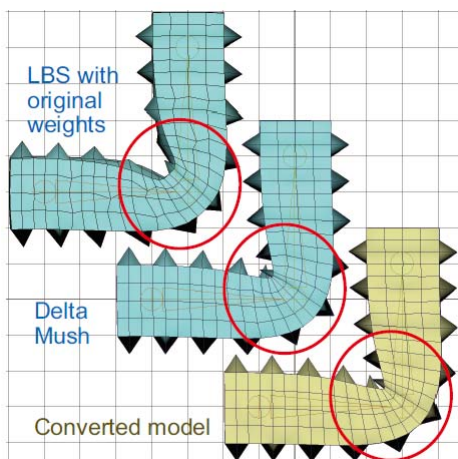 LBS with
original
weights
Delta
Mush
Converted model